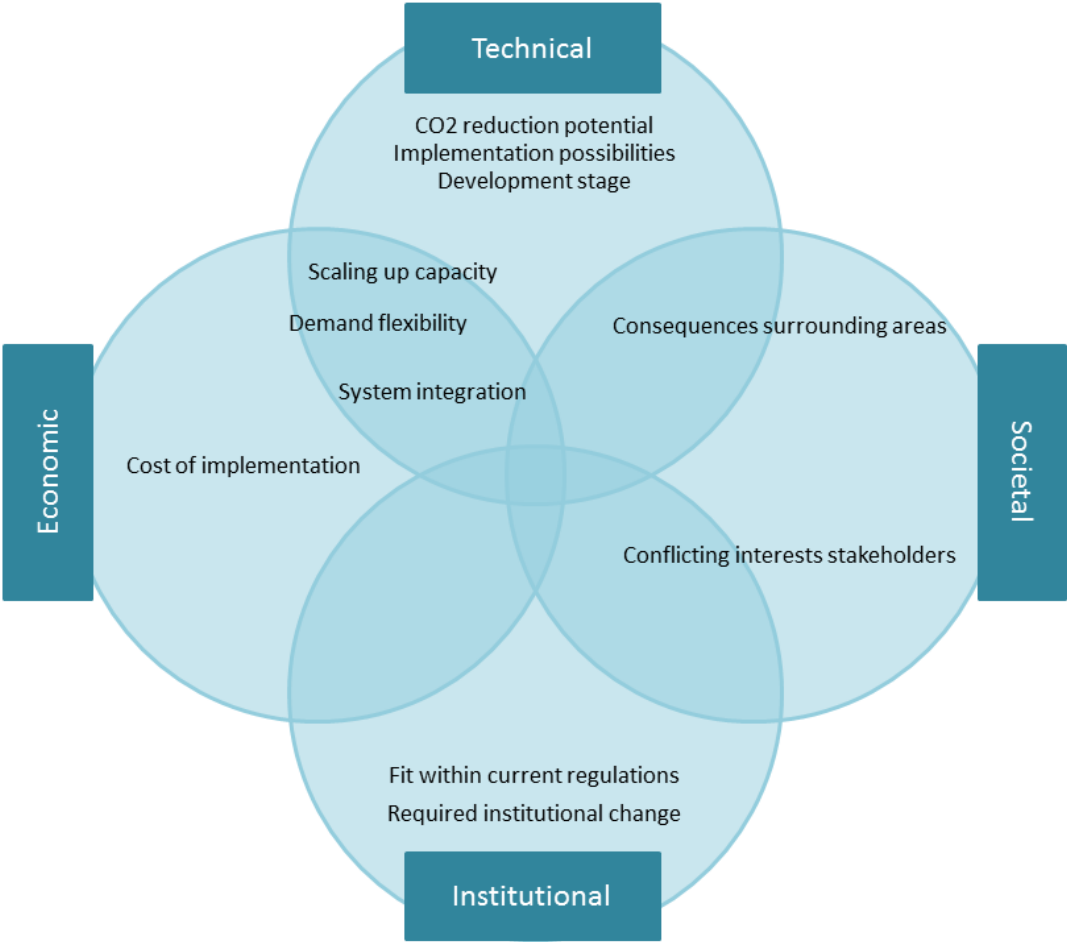 Technical
CO2 reduction potential
Implementation possibilities
Development stage
Scaling up capacity
Demand flexibility
Consequences surrounding areas
System integration
Economic
Cost of implementation
Societal
Conflicting interests stakeholders
Fit within current regulations
Required institutional change
Institutional